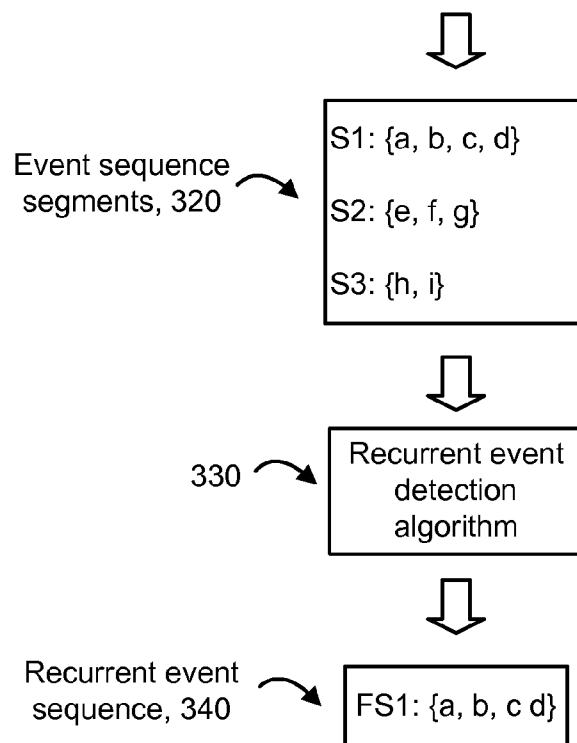 S1: {a, b, c, d}
Event sequence
segments, 320
S2: {e, f, g}
S3: {h, i}
330
Recurrent event
detection
algorithm
Recurrent event
sequence, 340
FS1: {a, b, c d}